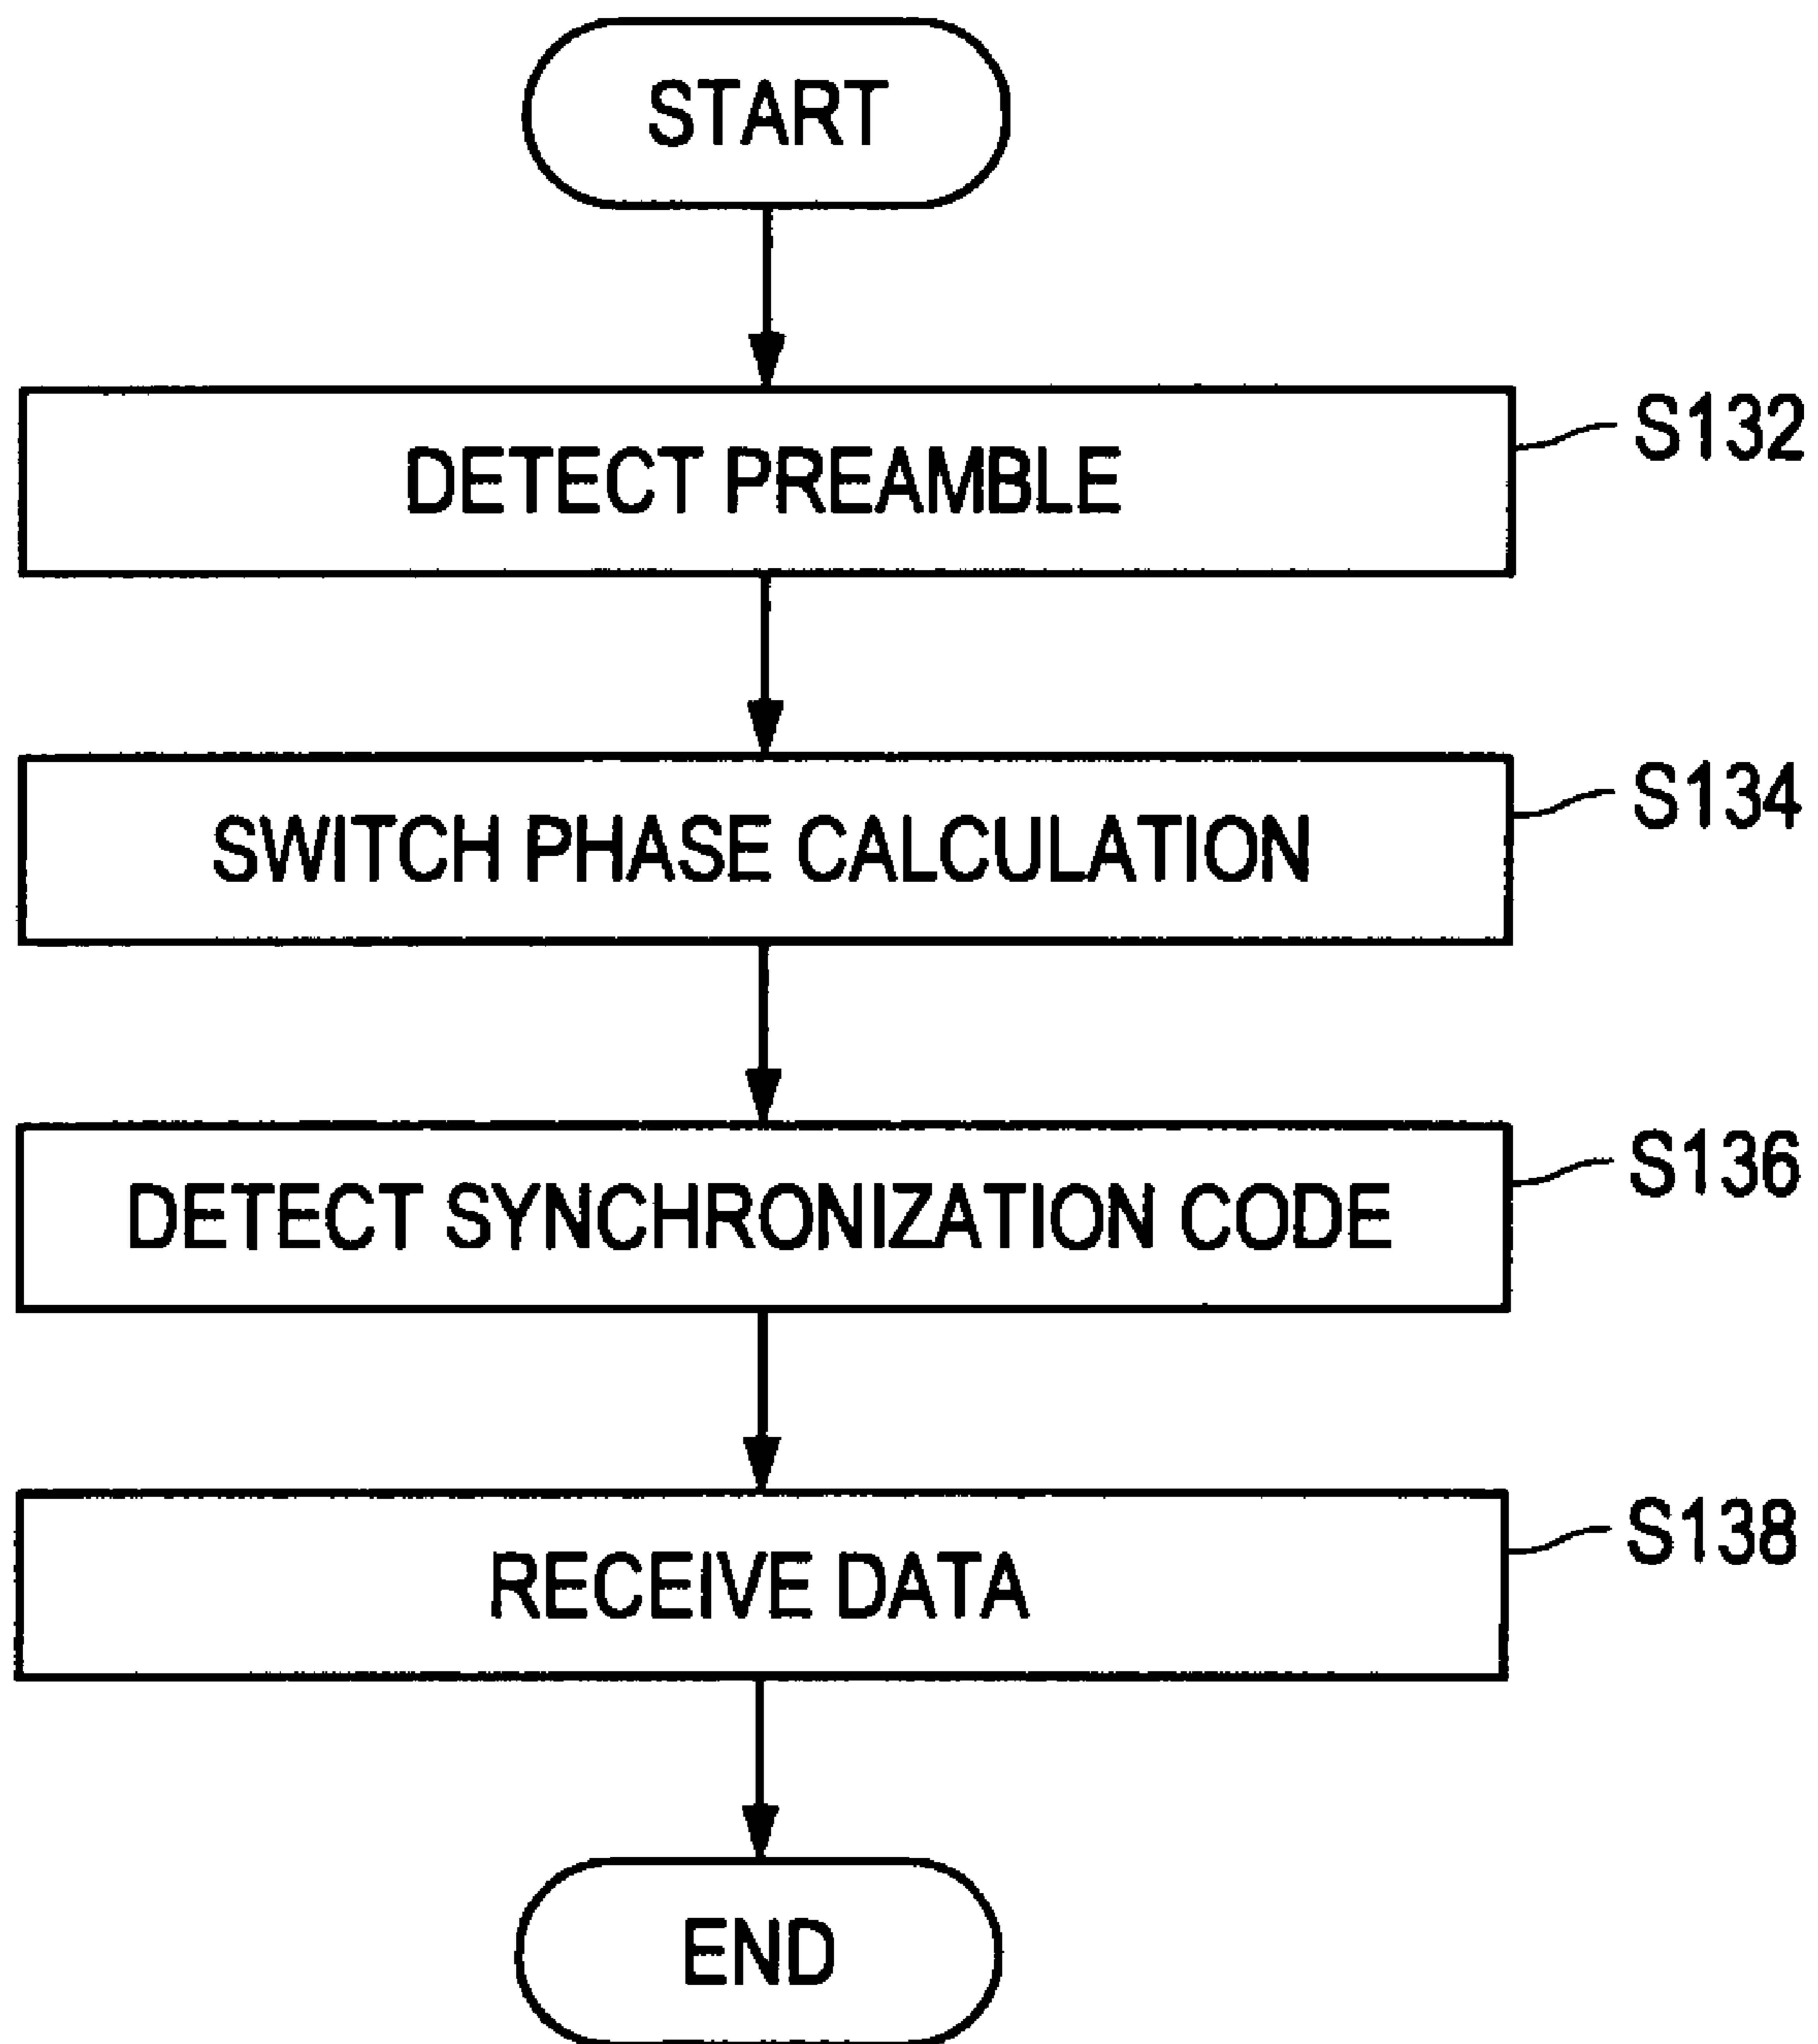 START
DETECT PREAMBLE
S132
SWITCH PHASE CALCULATION
S134
DETECT SYNCHRONIZATION CODE
S136
RECEIVE DATA
S138
END